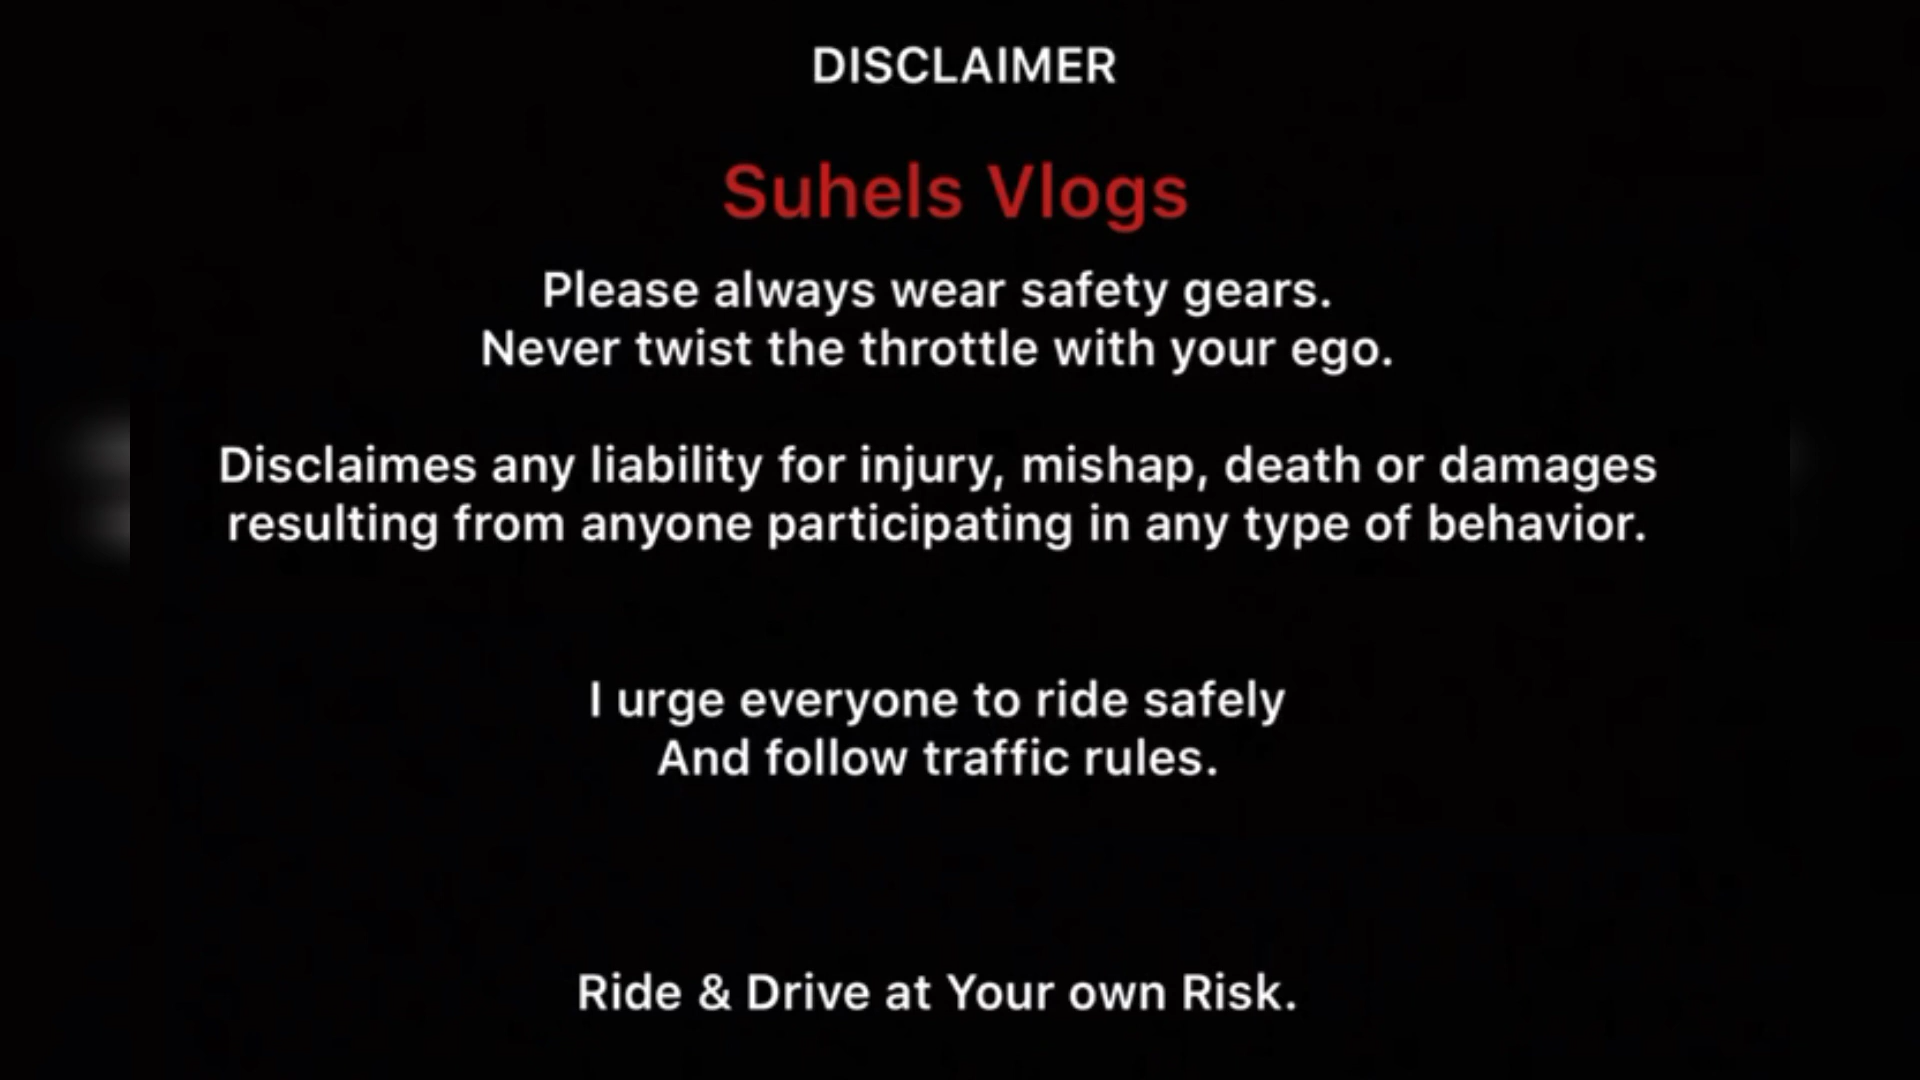 DISCLAIMER
Suhels Vlogs
Please always wear safety gears.
Never twist the throttle with your ego.
Disclaimes any liability for injury, mishap, death or damages
resulting from anyone participating in any type of behavior.
I urge everyone to ride safely
And follow traffic rules.
Ride & Drive at Your own Risk.